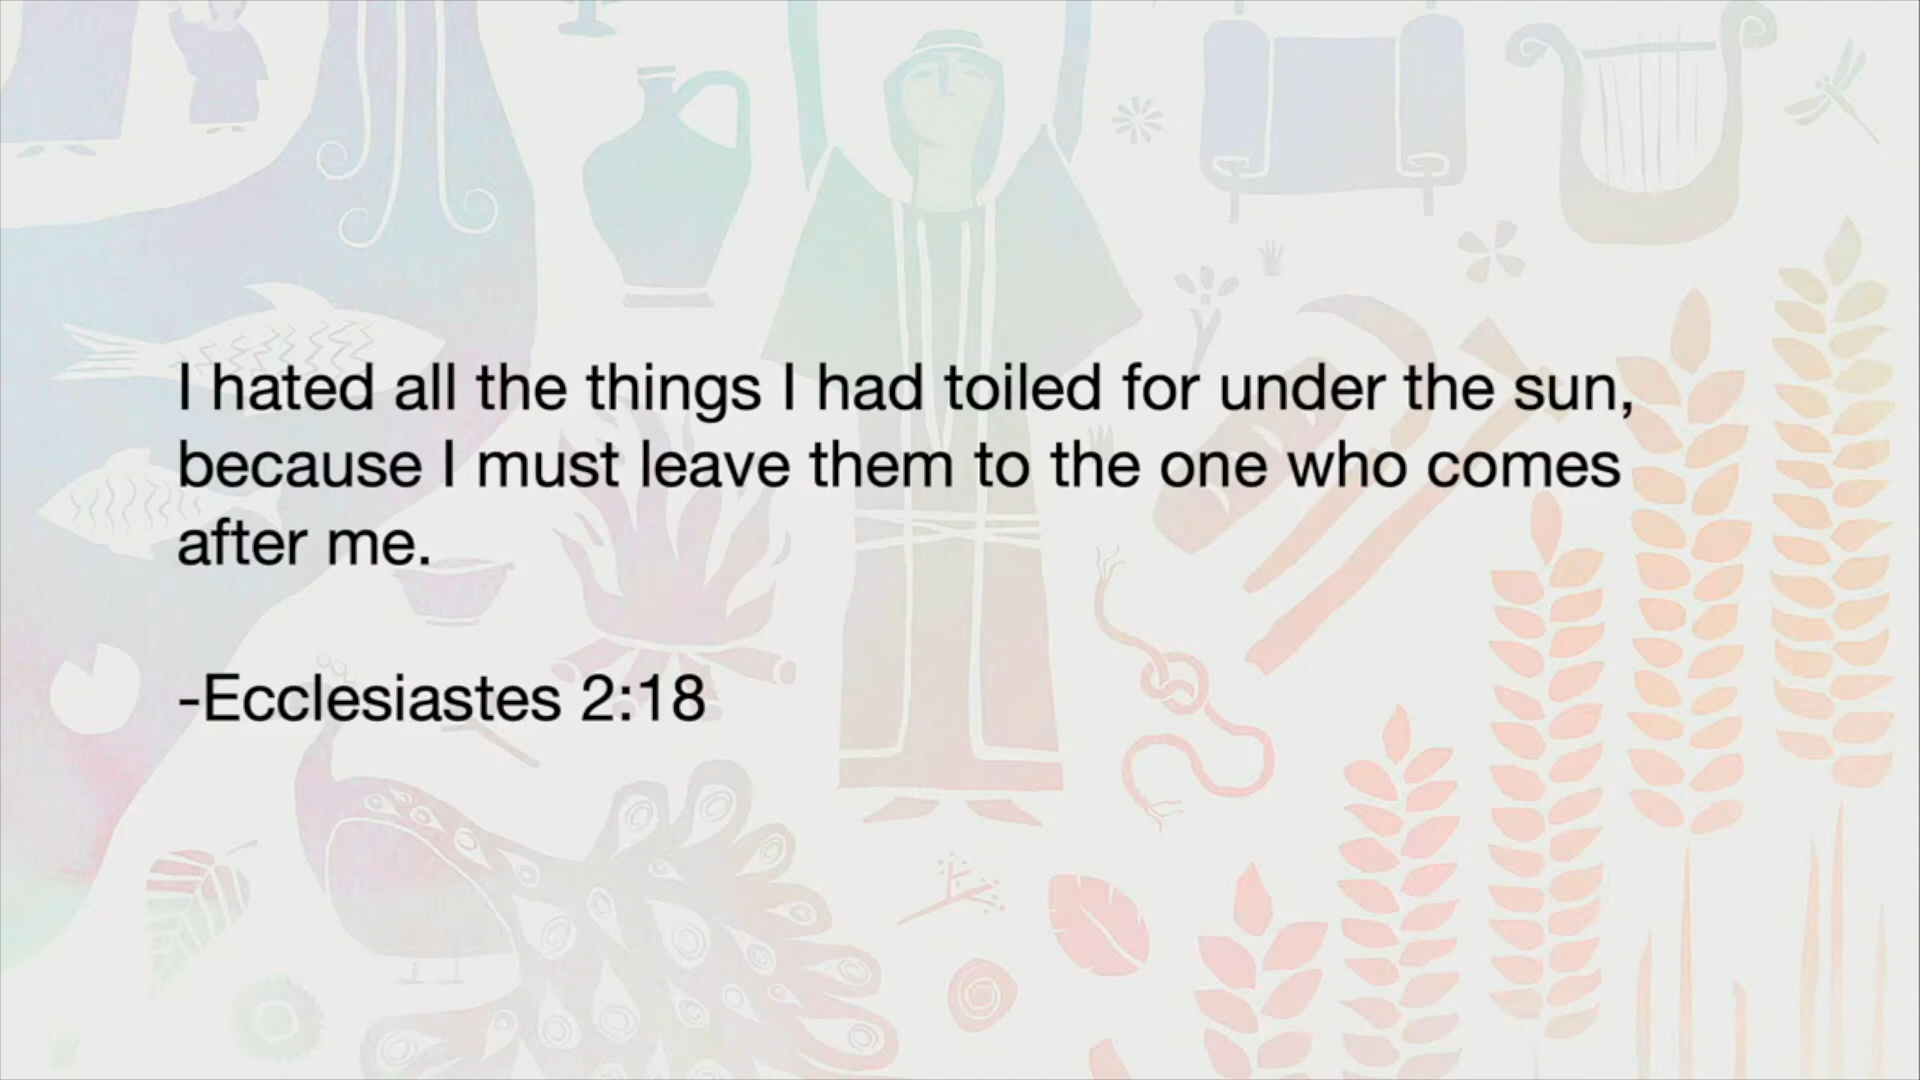 I hated all the things I had toiled for under the sun,
because I must leave them to the one who comes
after me.
-Ecclesiastes 2:18